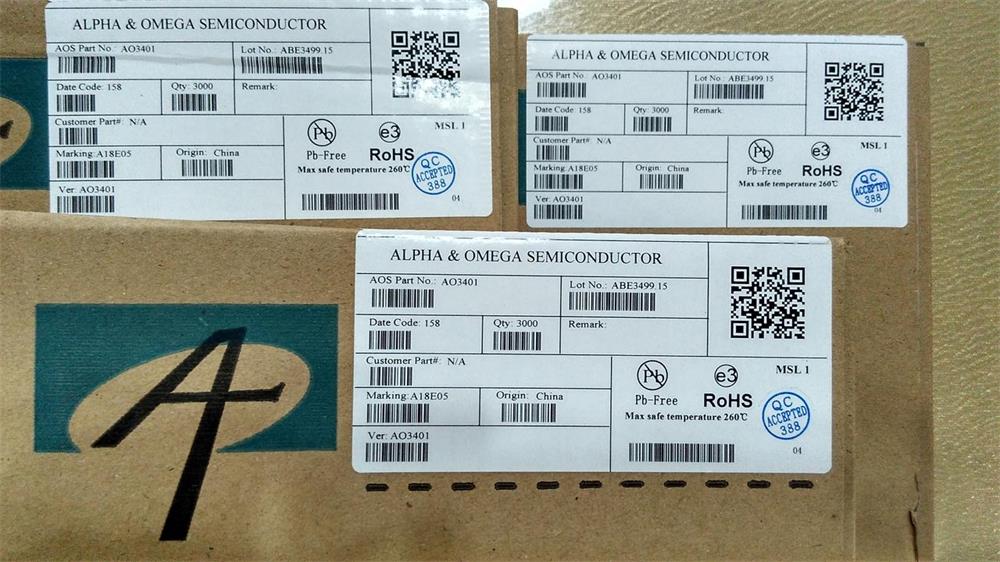 ALPHA & OMEGA SEMICONDUCTOR
AOS Part No.: AO3401
Lot No.: ABE3499.15
Date Code: 158
Qty: 3000
Remark:
Customer Part#: N/A
Marking:A18E05
Origin: China
Ver: AO3401
Pb
Pb-Free
e3
RoHS
MSL 1
Max safe temperature 260℃
QC
ACCEPTED
388
04
ALPHA & OMEGA SEMICONDUCTOR
AOS Part No.: AO3401
Lot No.: ABE3499.15
Date Code: 158
Qty: 3000
Remark:
Customer Part#: N/A
Marking:A18E05
Origin: China
Ver: AO3401
Pb
Pb-Free
e3
RoHS
MSL 1
Max safe temperature 260℃
QC
ACCEPTED
388
04
A
ALPHA & OMEGA SEMICONDUCTOR
AOS Part No.: AO3401
Lot No.: ABE3499.15
Date Code: 158
Qty: 3000
Remark:
Customer Part#: N/A
Marking:A18E05
Origin: China
Ver: AO3401
Pb
Pb-Free
e3
RoHS
MSL 1
Max safe temperature 260℃
QC
ACCEPTED
388
04